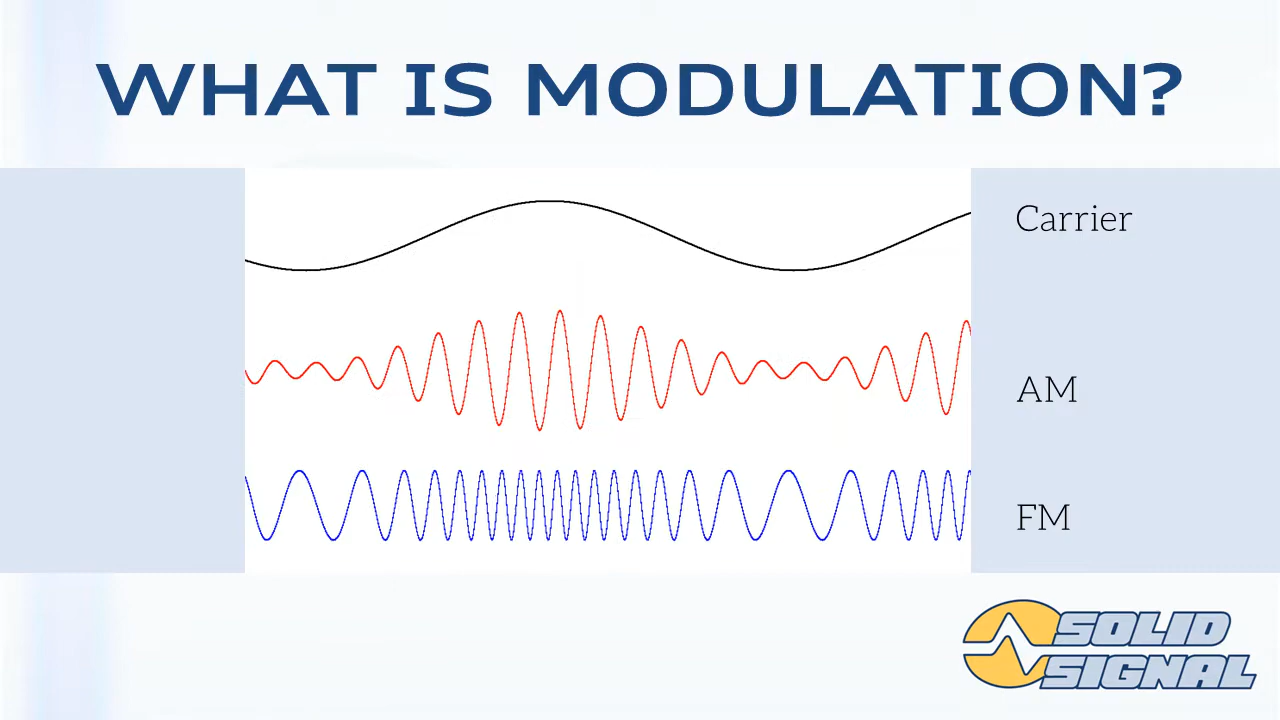 WHAT IS MODULATION?
Carrier
AM
FM
SOLID
SIGNAL